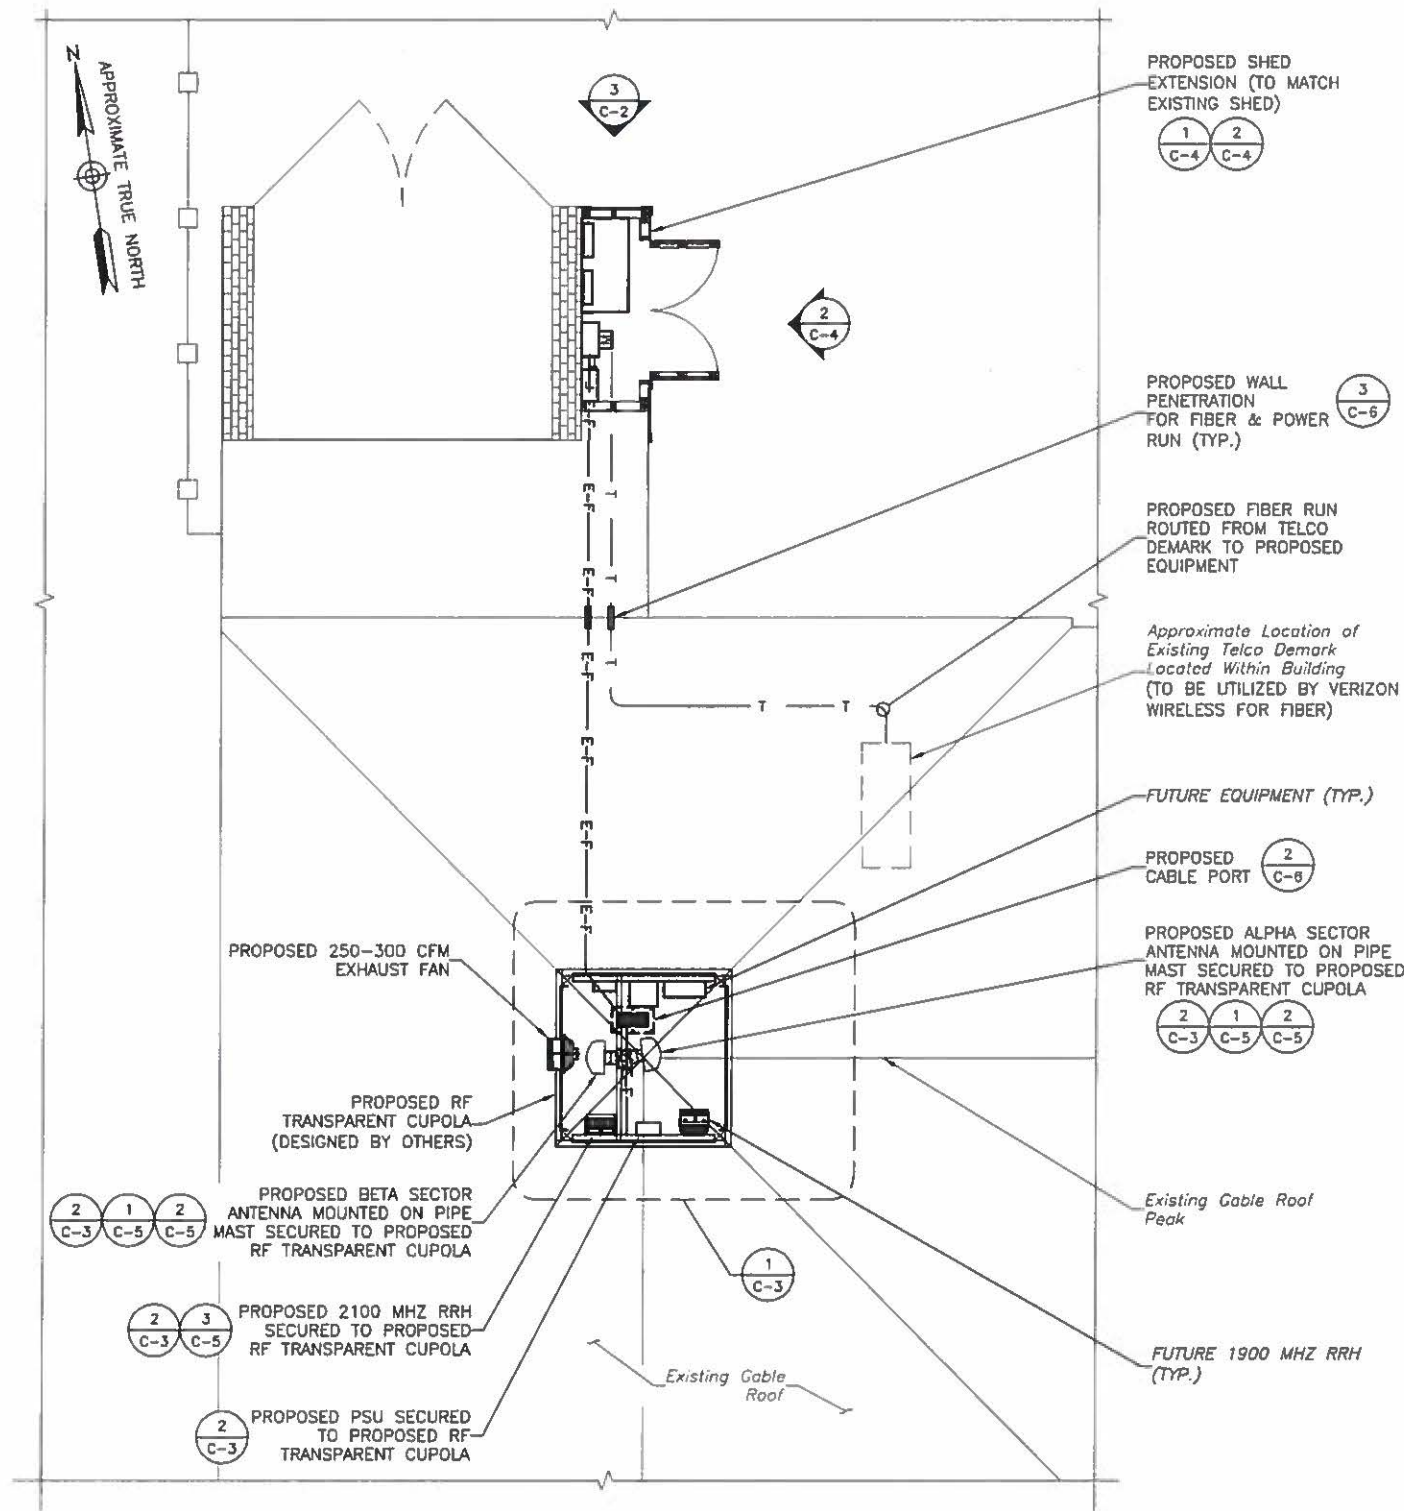 N
APPROXIMATE TRUE NORTH
3
C-2
PROPOSED SHED
EXTENSION (TO MATCH
EXISTING SHED)
1
C-4
2
C-4
2
C-4
PROPOSED WALL
PENETRATION
FOR FIBER & POWER
RUN (TYP.)
3
C-6
PROPOSED FIBER RUN
ROUTED FROM TELCO
DEMARK TO PROPOSED
EQUIPMENT
Approximate Location of
Existing Telco Demark
Located Within Building
(TO BE UTILIZED BY VERIZON
WIRELESS FOR FIBER)
FUTURE EQUIPMENT (TYP.)
PROPOSED
CABLE PORT
2
C-6
PROPOSED ALPHA SECTOR
ANTENNA MOUNTED ON PIPE
MAST SECURED TO PROPOSED
RF TRANSPARENT CUPOLA
2
C-3
1
C-5
2
C-5
Existing Gable Roof
Peak
FUTURE 1900 MHZ RRH
(TYP.)
E-F
E-F
E-F
E-F
E-F
E-F
T
T
T
T
T
PROPOSED 250-300 CFM
EXHAUST FAN
PROPOSED RF
TRANSPARENT CUPOLA
(DESIGNED BY OTHERS)
2
C-3
1
C-5
2
C-5
PROPOSED BETA SECTOR
ANTENNA MOUNTED ON PIPE
MAST SECURED TO PROPOSED
RF TRANSPARENT CUPOLA
1
C-3
2
C-3
3
C-5
PROPOSED 2100 MHZ RRH
SECURED TO PROPOSED
RF TRANSPARENT CUPOLA
Existing Gable
Roof
2
C-3
PROPOSED PSU SECURED
TO PROPOSED RF
TRANSPARENT CUPOLA